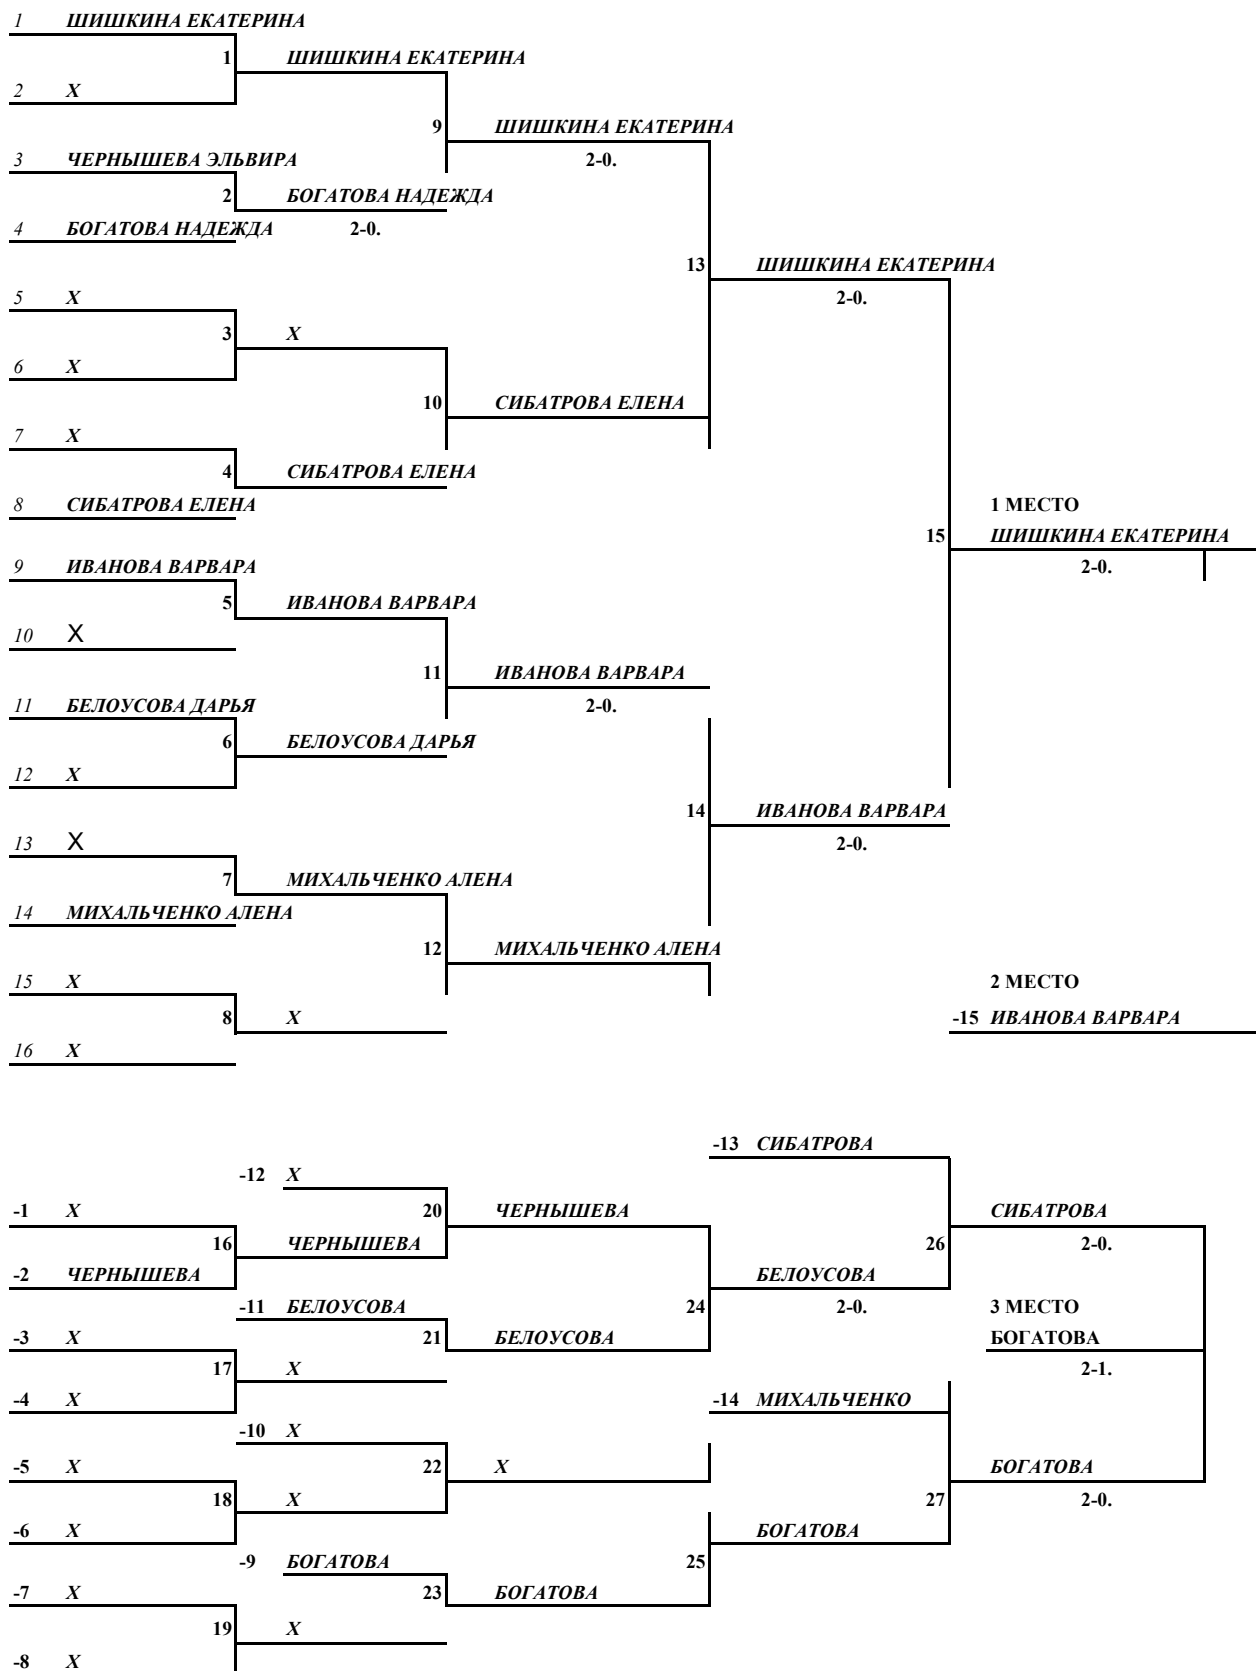 1 ШИШКИНА ЕКАТЕРИНА
1 ШИШКИНА ЕКАТЕРИНА
2 X
9 ШИШКИНА ЕКАТЕРИНА
3 ЧЕРНЫШЕВА ЭЛЬВИРА 2-0.
2 БОГАТОВА НАДЕЖДА
4 БОГАТОВА НАДЕЖДА 2-0.
13 ШИШКИНА ЕКАТЕРИНА
5 X 2-0.
3 X
6 X
10 СИБАТРОВА ЕЛЕНА
7 X
4 СИБАТРОВА ЕЛЕНА
8 СИБАТРОВА ЕЛЕНА 1 МЕСТО
15 ШИШКИНА ЕКАТЕРИНА
9 ИВАНОВА ВАРВАРА 2-0.
5 ИВАНОВА ВАРВАРА
10 X
11 ИВАНОВА ВАРВАРА
11 БЕЛОУСОВА ДАРЬЯ 2-0.
6 БЕЛОУСОВА ДАРЬЯ
12 X
14 ИВАНОВА ВАРВАРА
13 X 2-0.
7 МИХАЛЬЧЕНКО АЛЕНА
14 МИХАЛЬЧЕНКО АЛЕНА
12 МИХАЛЬЧЕНКО АЛЕНА
15 X 2 МЕСТО
8 X -15 ИВАНОВА ВАРВАРА
16 X
-13 СИБАТРОВА
-12 X
-1 X 20 ЧЕРНЫШЕВА СИБАТРОВА
16 ЧЕРНЫШЕВА 26 2-0.
-2 ЧЕРНЫШЕВА БЕЛОУСОВА
-11 БЕЛОУСОВА 24 2-0. 3 МЕСТО
-3 X 21 БЕЛОУСОВА БОГАТОВА
17 X 2-1.
-4 X -14 МИХАЛЬЧЕНКО
-10 X
-5 X 22 X БОГАТОВА
18 X 27 2-0.
-6 X БОГАТОВА
-9 БОГАТОВА 25
-7 X 23 БОГАТОВА
19 X
-8 X